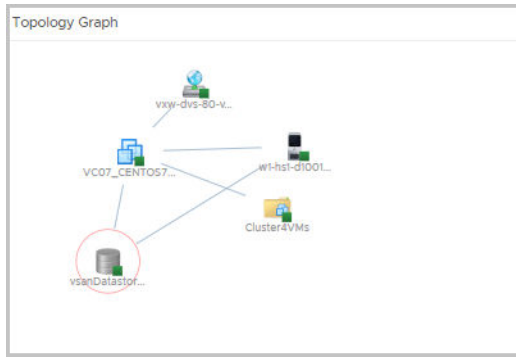 Topology Graph
vxw-dvs-80-v...
VC07_CENTOS7...
w1-hs1-d1001...
Cluster4VMs
vsanDatastor...